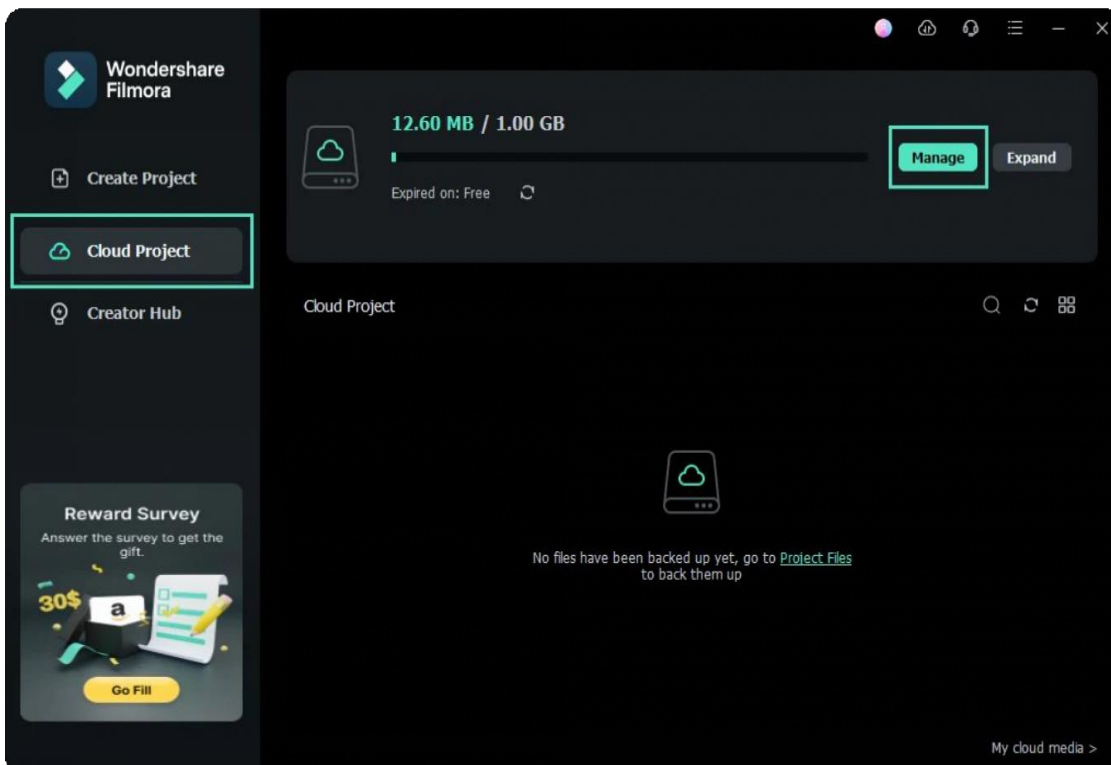 Wondershare
Filmora
Create Project
Cloud Project
Creator Hub
Reward Survey
Answer the survey to get the
gift.
30$
a
Go Fill
12.60 MB / 1.00 GB
Manage
Expand
Expired on: Free
Cloud Project
No files have been backed up yet, go to Project Files
to back them up
My cloud media >